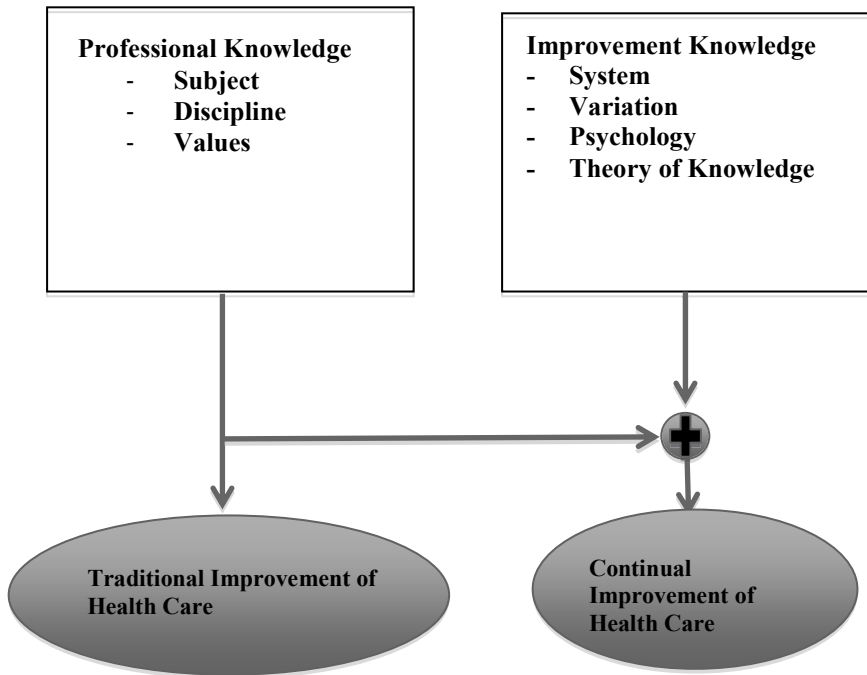 Professional Knowledge
- Subject
- Discipline
- Values
Improvement Knowledge
- System
- Variation
- Psychology
- Theory of Knowledge
Traditional Improvement of
Health Care
Continual
Improvement of
Health Care